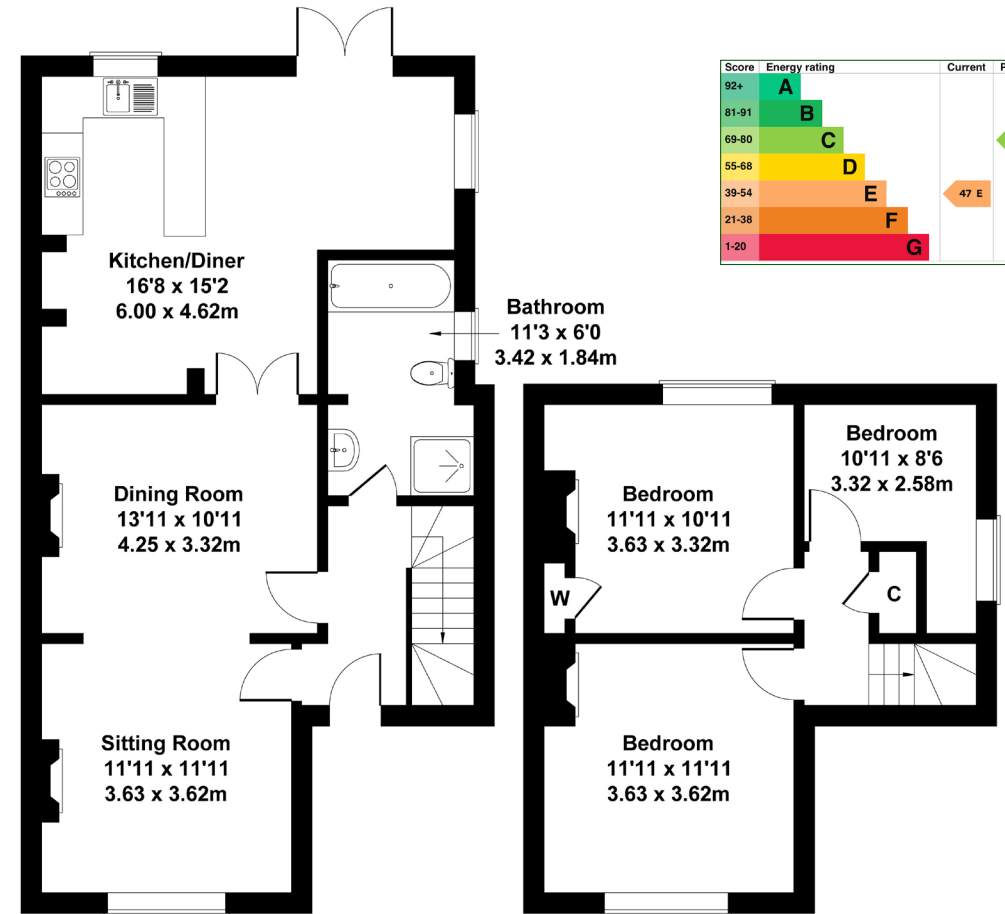 Score Energy rating Current P
92+ A
81-91 B
69-80 C
55-68 D
39-54 E 47 E
21-38 F
1-20 G
Kitchen/Diner
16'8 x 15'2
6.00 x 4.62m
Bathroom
11'3 x 6'0
3.42 x 1.84m
Dining Room
13'11 x 10'11
4.25 x 3.32m
Sitting Room
11'11 x 11'11
3.63 x 3.62m
Bedroom
11'11 x 10'11
3.63 x 3.32m
Bedroom
10'11 x 8'6
3.32 x 2.58m
W
C
Bedroom
11'11 x 11'11
3.63 x 3.62m